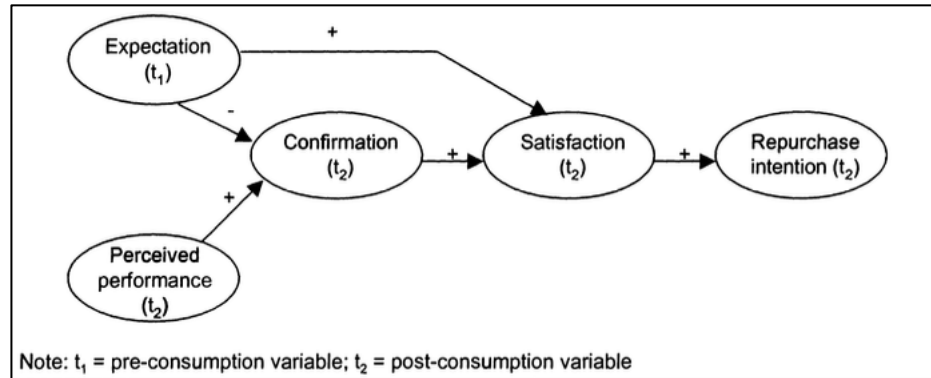 Expectation
(t₁)
+
-
Confirmation
(t₂)
+
Satisfaction
(t₂)
+
Repurchase
intention (t₂)
+
Perceived
performance
(t₂)
Note: t₁ = pre-consumption variable; t₂ = post-consumption variable